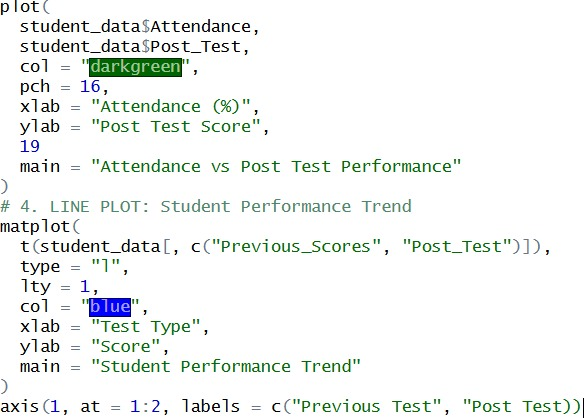 plot(
  student_data$Attendance,
  student_data$Post_Test,
  col = "darkgreen",
  pch = 16,
  xlab = "Attendance (%)",
  ylab = "Post Test Score",
  19
  main = "Attendance vs Post Test Performance"
)
# 4. LINE PLOT: Student Performance Trend
matplot(
  t(student_data[, c("Previous_Scores", "Post_Test")]),
  type = "l",
  lty = 1,
  col = "blue",
  xlab = "Test Type",
  ylab = "Score",
  main = "Student Performance Trend"
)
axis(1, at = 1:2, labels = c("Previous Test", "Post Test))